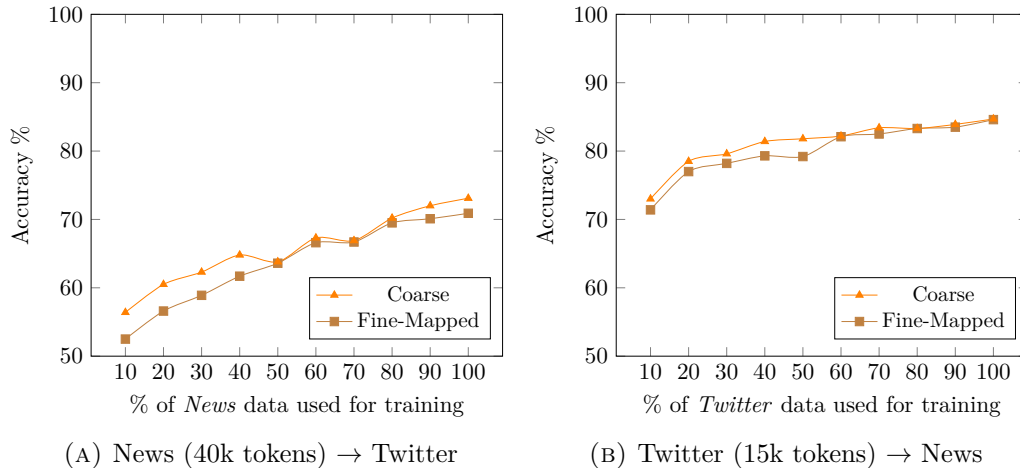 100
90
80
70
60
50
Accuracy %
Coarse
Fine-Mapped
10 20 30 40 50 60 70 80 90 100
% of News data used for training
(A) News (40k tokens) → Twitter
100
90
80
70
60
50
Accuracy %
Coarse
Fine-Mapped
10 20 30 40 50 60 70 80 90 100
% of Twitter data used for training
(B) Twitter (15k tokens) → News